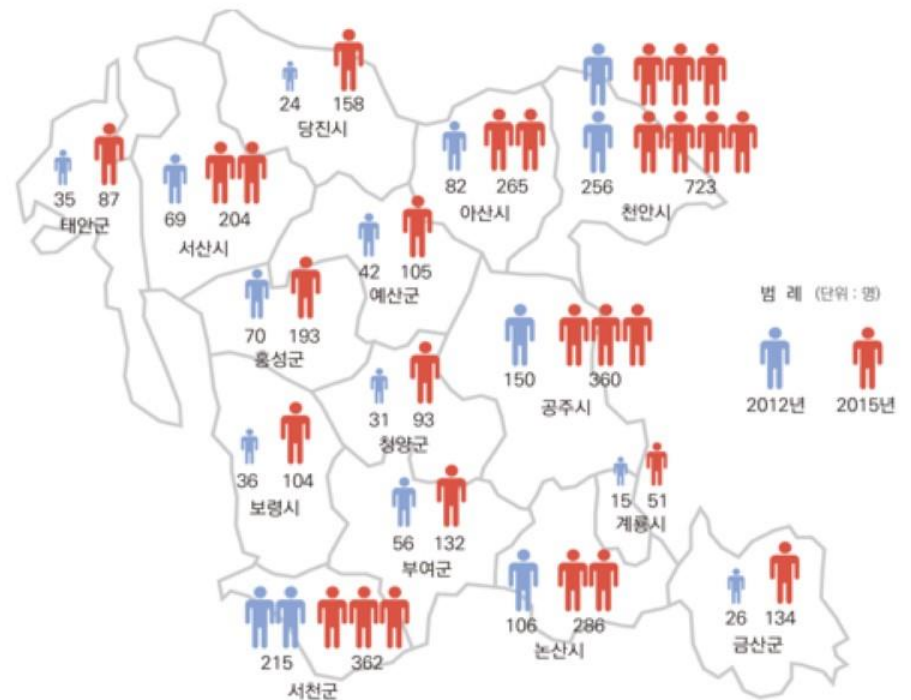 24 158
당진시
35 87
태안군
69 204
서산시
82 265
아산시
256 723
천안시
42 105
예산군
70 193
홍성군
범 례 (단위 : 명)
2012년 2015년
150 360
공주시
31 93
청양군
36 104
보령시
15 51
계룡시
56 132
부여군
106 286
논산시
26 134
금산군
215 362
서천군